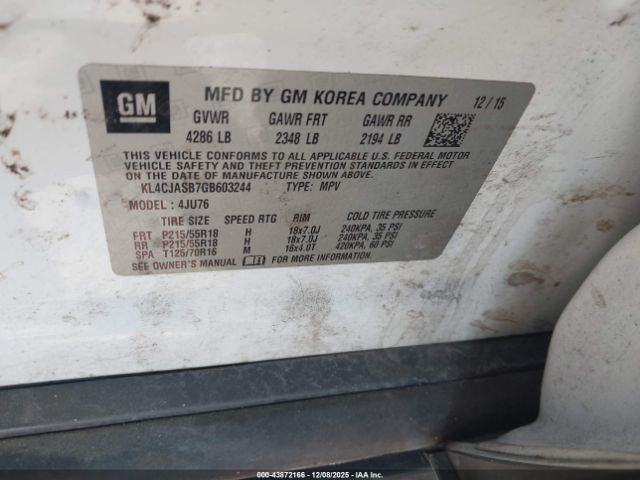 GM
MFD BY GM KOREA COMPANY 12/15
GVWR GAWR FRT GAWR RR
4286 LB 2348 LB 2194 LB
THIS VEHICLE CONFORMS TO ALL APPLICABLE U.S. FEDERAL MOTOR
VEHICLE SAFETY AND THEFT PREVENTION STANDARDS IN EFFECT ON
THE DATE OF MANUFACTURE SHOWN ABOVE.
KL4CJASB7GB603244 TYPE: MPV
MODEL : 4JU76
TIRE SIZE SPEED RTG RIM COLD TIRE PRESSURE
FRT P215/55R18 H 18x7.0J 240KPA, 35 PSI
RR P215/55R18 H 18x7.0J 240KPA, 35 PSI
SPA T125/70R16 M 16x4.0T 420KPA, 60 PSI
SEE OWNER'S MANUAL FOR MORE INFORMATION.
00-43872166 | 12/08/2025 | IAA